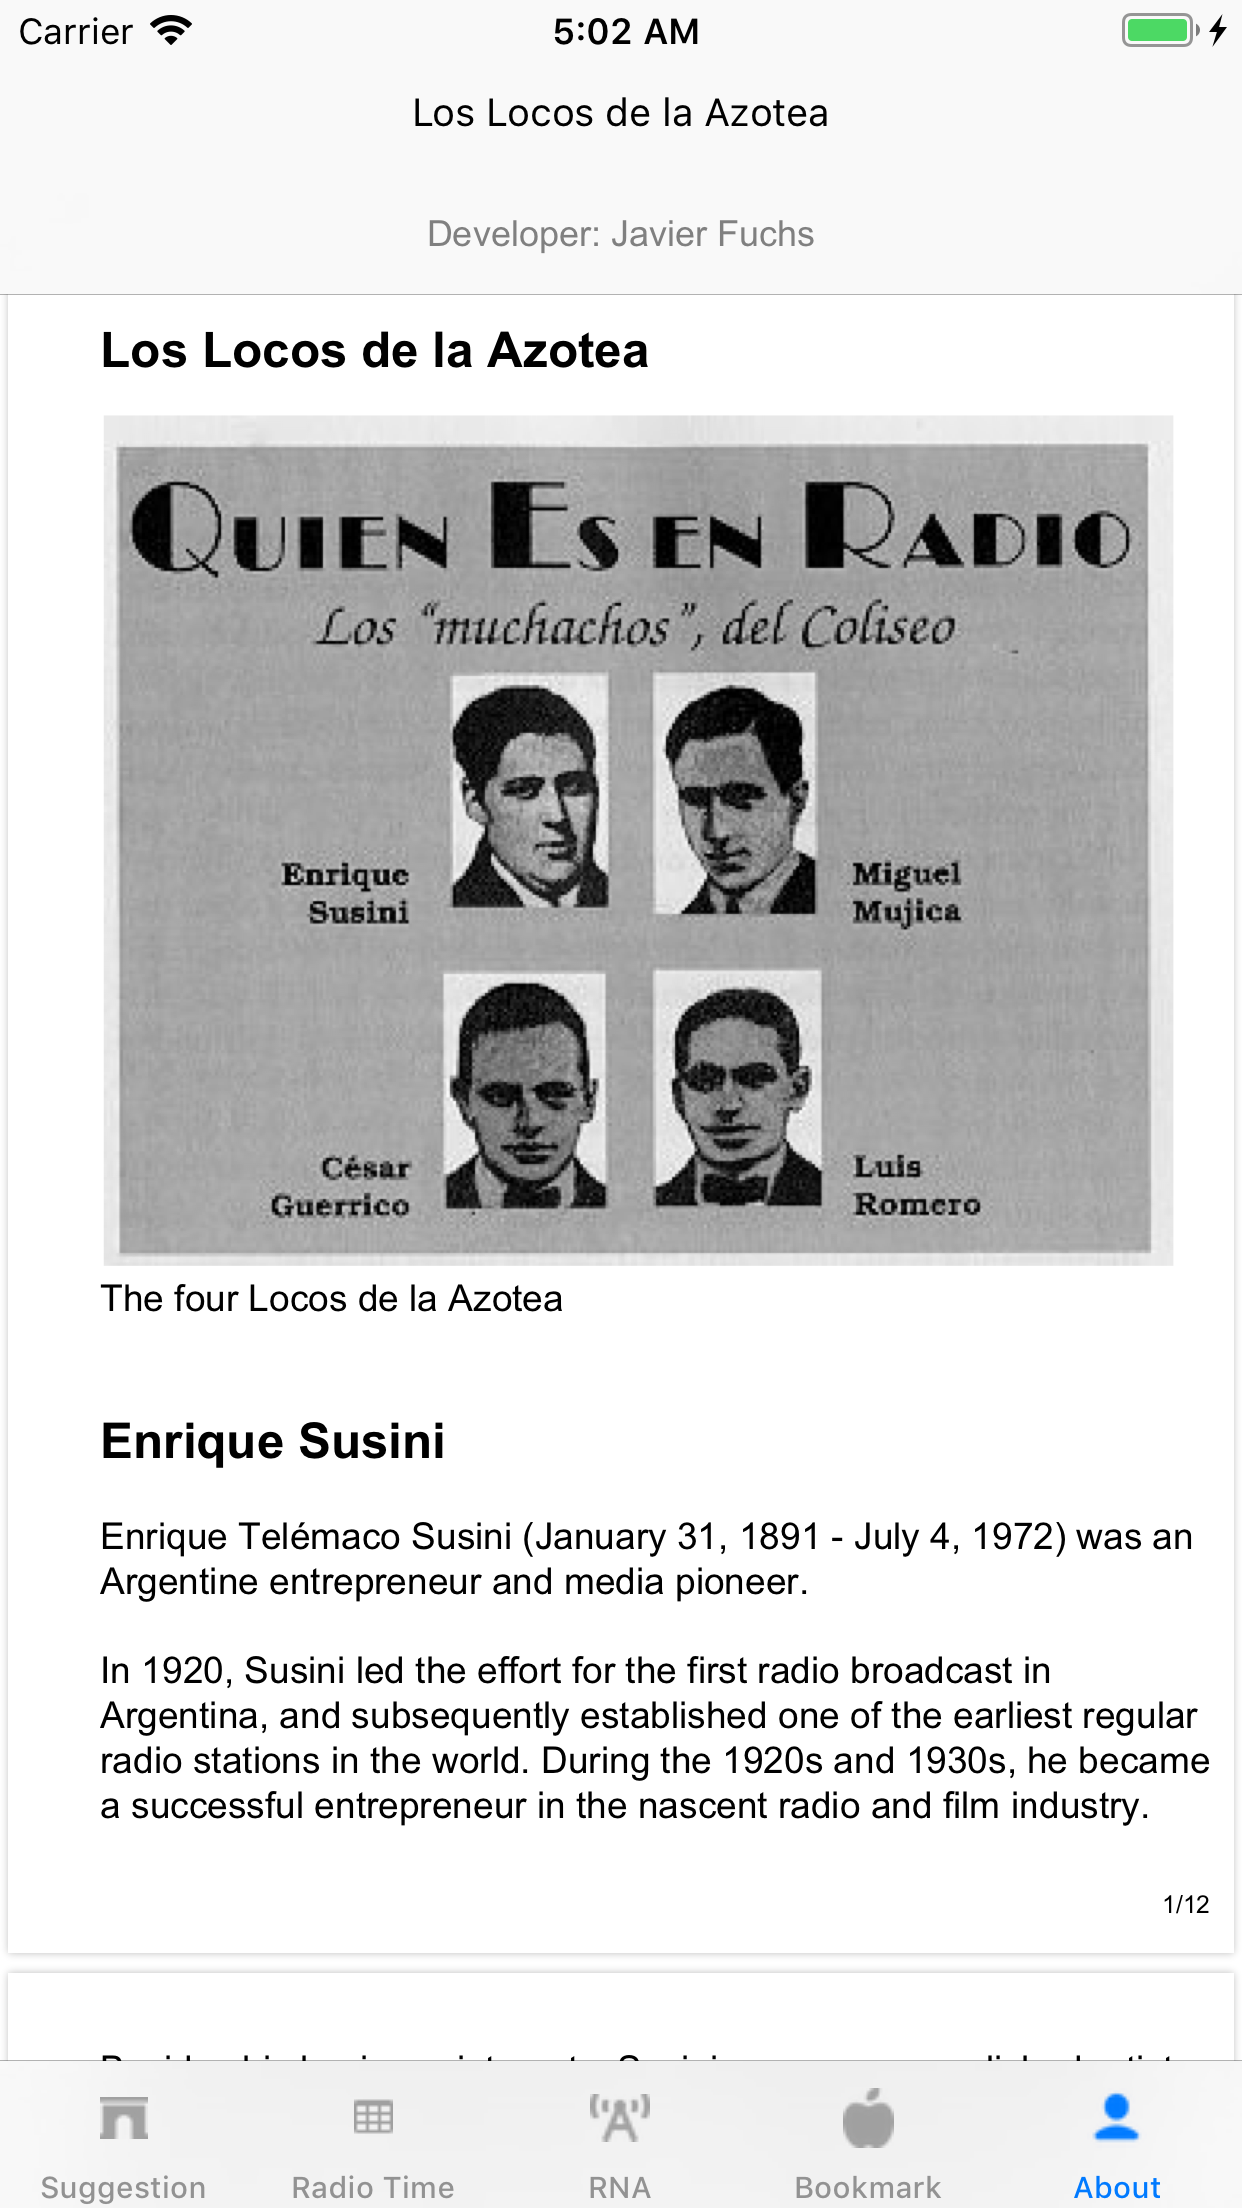 Carrier 5:02 AM
Los Locos de la Azotea
Developer: Javier Fuchs
Los Locos de la Azotea
QUIEN ES EN RADIO
Los "muchachos", del Coliseo
Enrique
Susini
Miguel
Mujica
César
Guerrico
Luis
Romero
The four Locos de la Azotea
Enrique Susini
Enrique Telémaco Susini (January 31, 1891 - July 4, 1972) was an
Argentine entrepreneur and media pioneer.
In 1920, Susini led the effort for the first radio broadcast in
Argentina, and subsequently established one of the earliest regular
radio stations in the world. During the 1920s and 1930s, he became
a successful entrepreneur in the nascent radio and film industry.
1/12
Suggestion Radio Time RNA Bookmark About